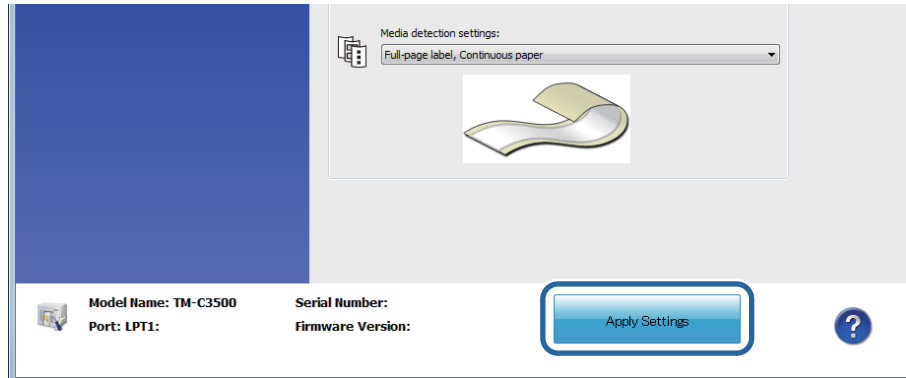 Media detection settings:
Full-page label, Continuous paper
Model Name: TM-C3500
Serial Number:
Port: LPT1:
Firmware Version:
Apply Settings
?